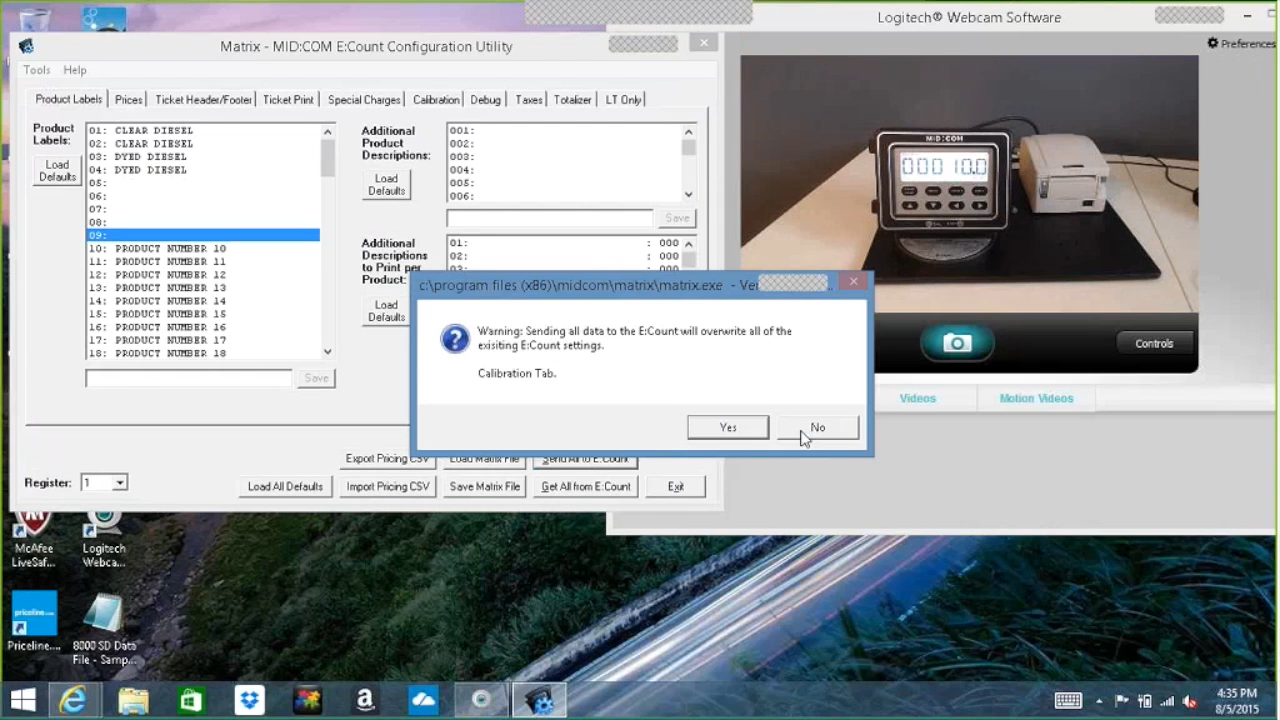 Logitech® Webcam Software
Preferences
Matrix - MID:COM E:Count Configuration Utility
Tools Help
Product Labels Prices Ticket Header/Footer Ticket Print Special Charges Calibration Debug Taxes Totalizer LT Only
Product
Labels:
Load
Defaults
01: CLEAR DIESEL
02: CLEAR DIESEL
03: DYED DIESEL
04: DYED DIESEL
05:
06:
07:
08:
09:
10: PRODUCT NUMBER 10
11: PRODUCT NUMBER 11
12: PRODUCT NUMBER 12
13: PRODUCT NUMBER 13
14: PRODUCT NUMBER 14
15: PRODUCT NUMBER 15
16: PRODUCT NUMBER 16
17: PRODUCT NUMBER 17
18: PRODUCT NUMBER 18
Save
Additional
Product
Descriptions:
Load
Defaults
001:
002:
003:
004:
005:
006:
Save
Additional
Descriptions
to Print per
Product:
Load
Defaults
01: : 000
02: : 000
MID:COM
00010.0
c:\program files (x86)\midcom\matrix\matrix.exe - Ve
Warning: Sending all data to the E:Count will overwrite all of the
exisiting E:Count settings.
Calibration Tab.
Yes No
Controls
Videos Motion Videos
Export Pricing CSV Load Matrix File Send All to E:Count
Register: 1
Load All Defaults Import Pricing CSV Save Matrix File Get All from E:Count Exit
McAfee
LiveSaf...
Logitech
Webca...
priceline.com
Priceline....
8000 SD Data
File - Samp...
4:35 PM
8/5/2015